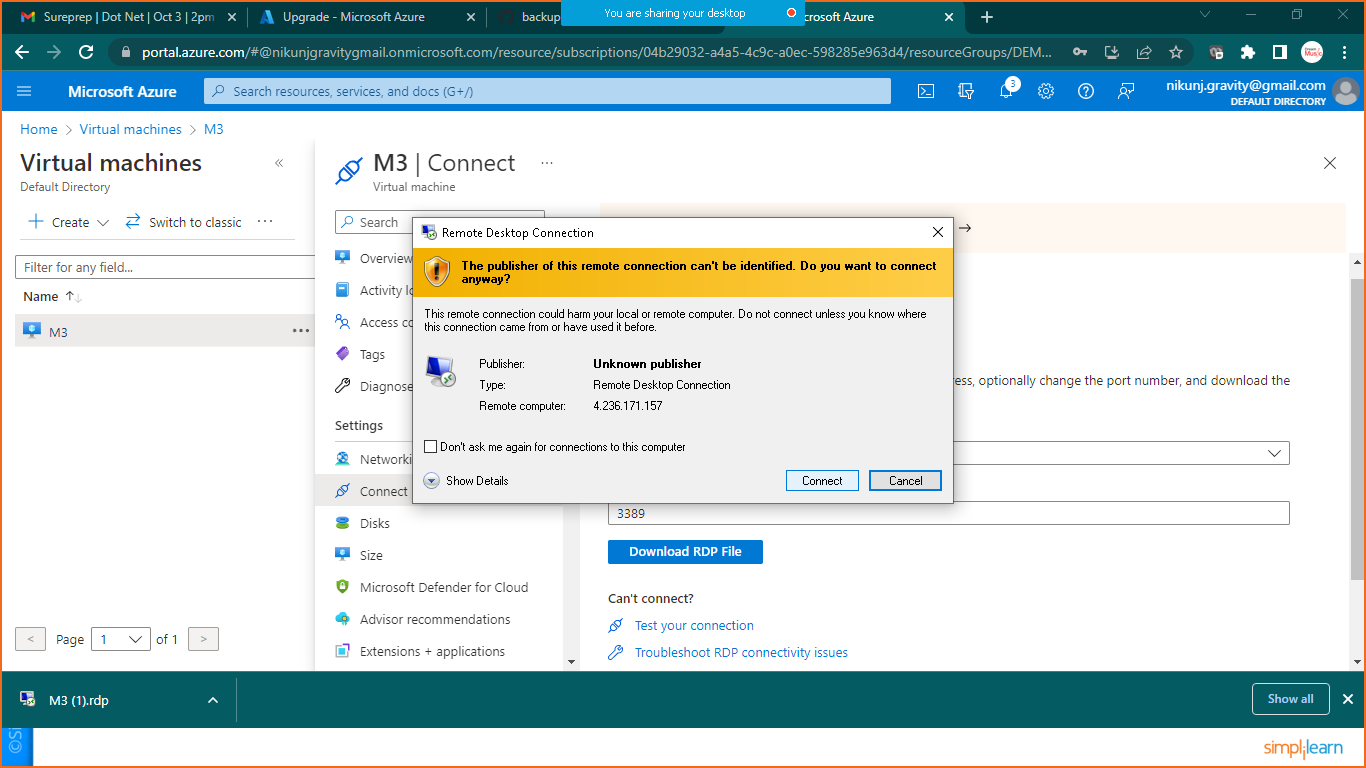 Sureprep | Dot Net | Oct 3 | 2pm
Upgrade - Microsoft Azure
backup
You are sharing your desktop
crosoft Azure
portal.azure.com/#@nikunjgravitygmail.onmicrosoft.com/resource/subscriptions/04b29032-a4a5-4c9c-a0ec-598285e963d4/resourceGroups/DEM...
Microsoft Azure
Search resources, services, and docs (G+/)
3
nikunj.gravity@gmail.com
DEFAULT DIRECTORY
Home > Virtual machines > M3
Virtual machines
Default Directory
Create
Switch to classic
Filter for any field...
Name
M3
Page 1 of 1
M3 | Connect
Virtual machine
Search
Overview
Activity lo
Access co
Tags
Diagnose
Settings
Networki
Connect
Disks
Size
Microsoft Defender for Cloud
Advisor recommendations
Extensions + applications
Remote Desktop Connection
The publisher of this remote connection can't be identified. Do you want to connect
anyway?
This remote connection could harm your local or remote computer. Do not connect unless you know where
this connection came from or have used it before.
Publisher: Unknown publisher
Type: Remote Desktop Connection
Remote computer: 4.236.171.157
Don't ask me again for connections to this computer
Show Details
Connect
Cancel
ess, optionally change the port number, and download the
3389
Download RDP File
Can't connect?
Test your connection
Troubleshoot RDP connectivity issues
M3 (1).rdp
Show all
©Si
simplilearn